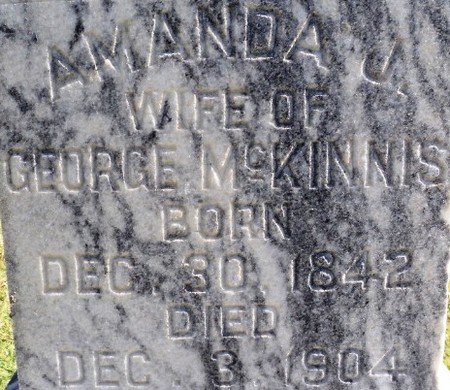 AMANDA J.
WIFE OF
GEORGE McKINNIS
BORN
DEC. 30, 1842
DIED
DEC. 3, 1904